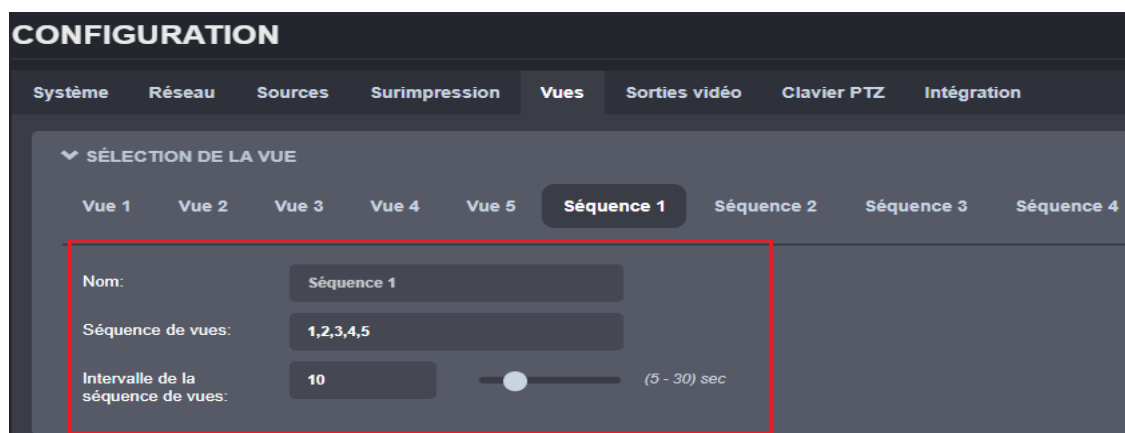 CONFIGURATION
Système Réseau Sources Surimpression Vues Sorties vidéo Clavier PTZ Intégration
SÉLECTION DE LA VUE
Vue 1 Vue 2 Vue 3 Vue 4 Vue 5 Séquence 1 Séquence 2 Séquence 3 Séquence 4
Nom: Séquence 1
Séquence de vues: 1,2,3,4,5
Intervalle de la
séquence de vues: 10 (5 - 30) sec